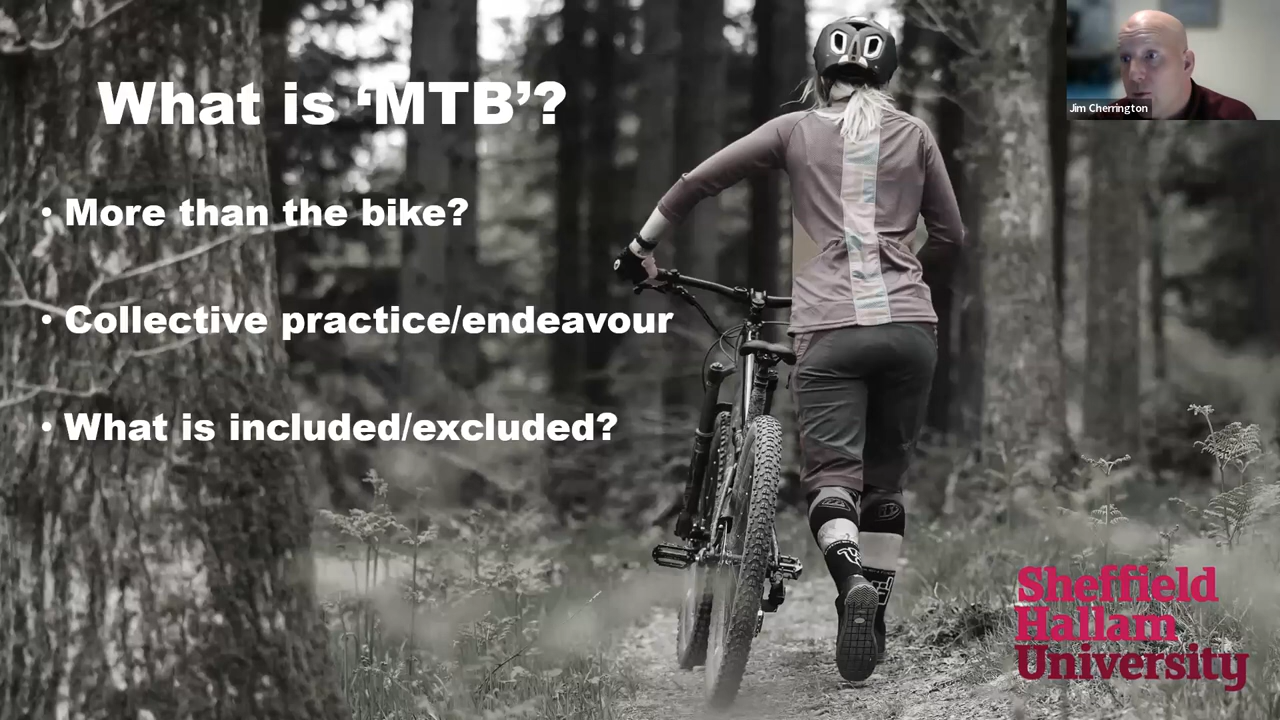 What is ‘MTB’?
Jim Cherrington
• More than the bike?
• Collective practice/endeavour
• What is included/excluded?
Sheffield
Hallam
University